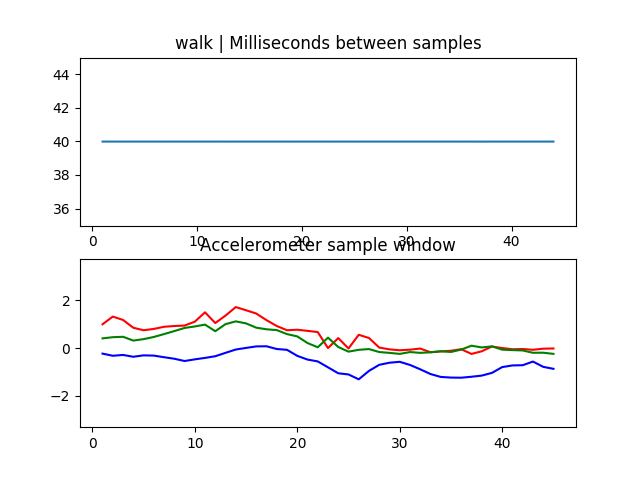 walk | Milliseconds between samples
44
42
40
38
36
0 10 20 30 40
Accelerometer sample window
2
0
−2
0 10 20 30 40